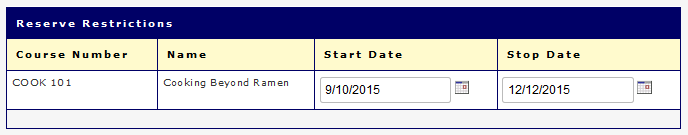 Reserve Restrictions
Course Number Name Start Date Stop Date
COOK 101 Cooking Beyond Ramen 9/10/2015 12/12/2015